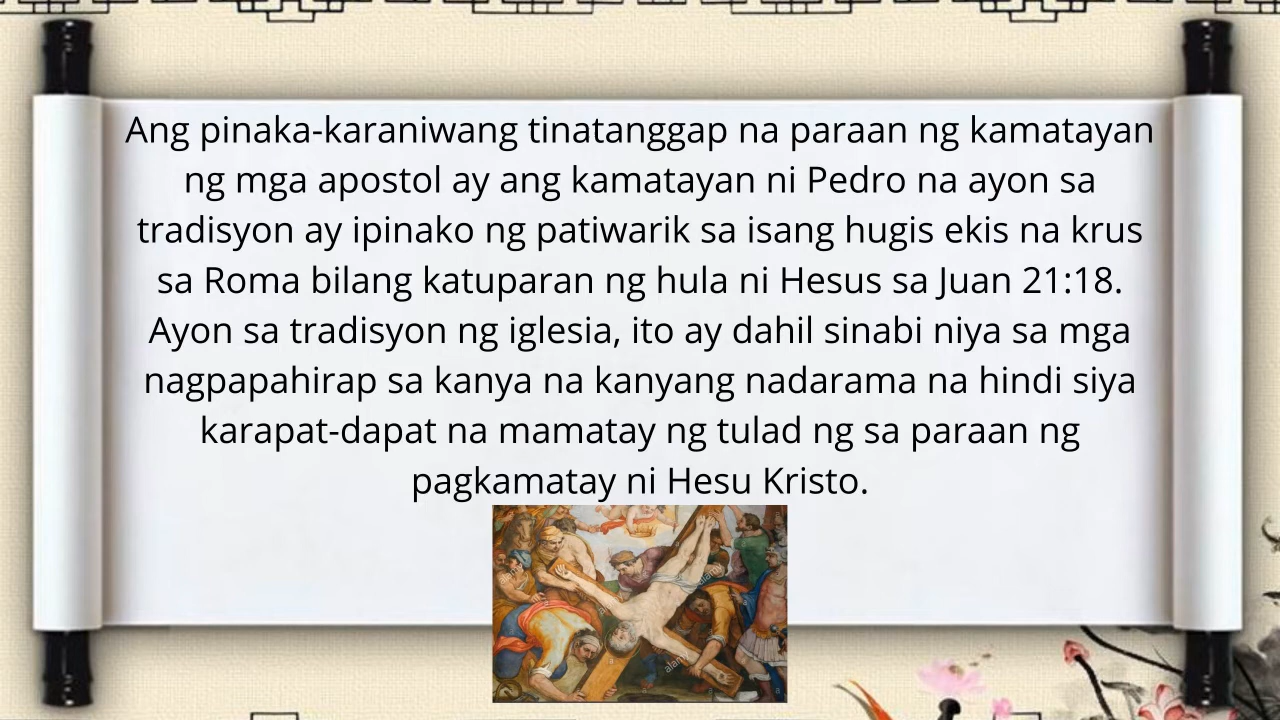 Ang pinaka-karaniwang tinatanggap na paraan ng kamatayan
ng mga apostol ay ang kamatayan ni Pedro na ayon sa
tradisyon ay ipinako ng patiwarik sa isang hugis ekis na krus
sa Roma bilang katuparan ng hula ni Hesus sa Juan 21:18.
Ayon sa tradisyon ng iglesia, ito ay dahil sinabi niya sa mga
nagpapahirap sa kanya na kanyang nadarama na hindi siya
karapat-dapat na mamatay ng tulad ng sa paraan ng
pagkamatay ni Hesu Kristo.